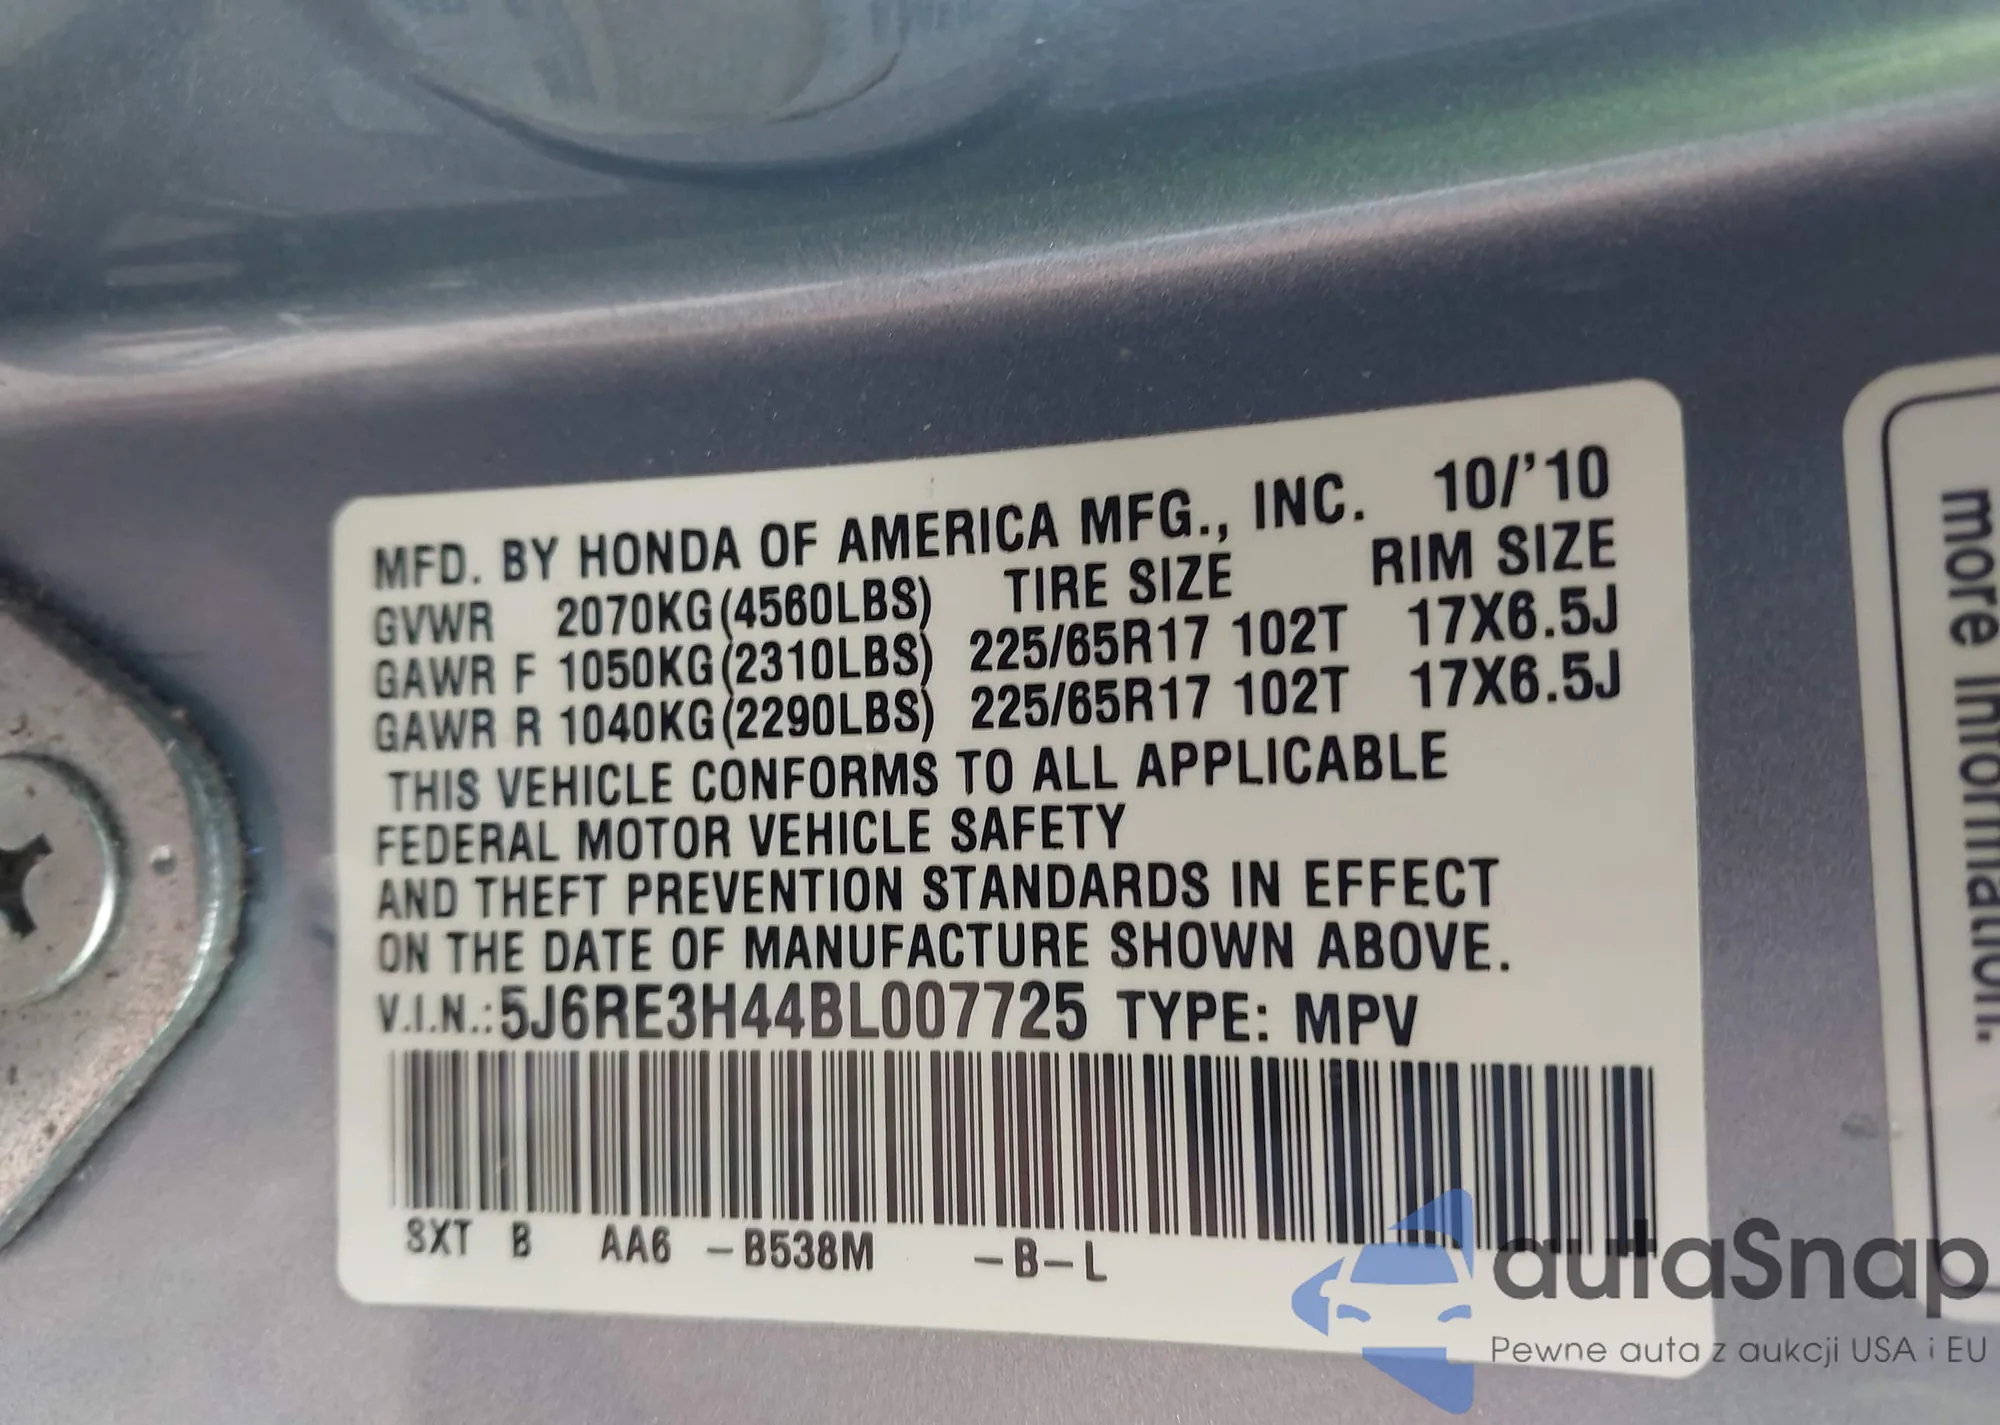 MFD. BY HONDA OF AMERICA MFG., INC. 10/'10
GVWR 2070KG(4560LBS) TIRE SIZE RIM SIZE
GAWR F 1050KG(2310LBS) 225/65R17 102T 17X6.5J
GAWR R 1040KG(2290LBS) 225/65R17 102T 17X6.5J
THIS VEHICLE CONFORMS TO ALL APPLICABLE
FEDERAL MOTOR VEHICLE SAFETY
AND THEFT PREVENTION STANDARDS IN EFFECT
ON THE DATE OF MANUFACTURE SHOWN ABOVE.
V.I.N.:5J6RE3H44BL007725 TYPE: MPV
SXT B AA6 -B538M -B-L
more information.
autaSnap
Pewne auta z aukcji USA i EU